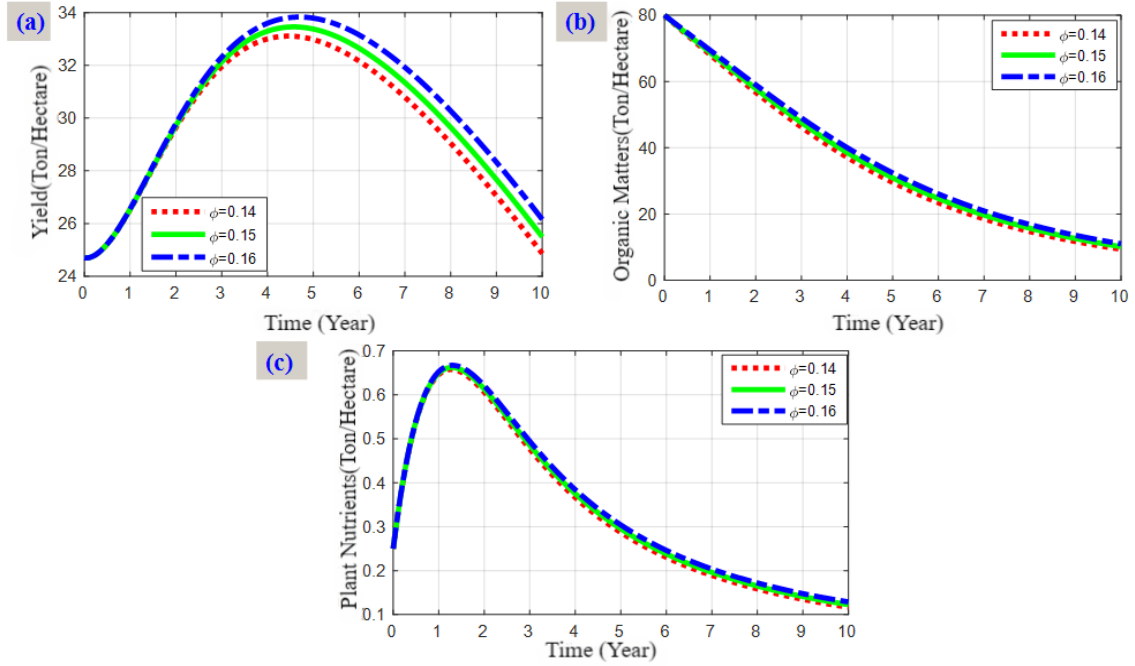 (a)
Yield(Ton/Hectare)
34
32
30
28
26
24
ϕ=0.14
ϕ=0.15
ϕ=0.16
0 1 2 3 4 5 6 7 8 9 10
Time (Year)
(b)
Organic Matters(Ton/Hectare)
80
60
40
20
0
ϕ=0.14
ϕ=0.15
ϕ=0.16
0 1 2 3 4 5 6 7 8 9 10
Time (Year)
(c)
Plant Nutrients(Ton/Hectare)
0.7
0.6
0.5
0.4
0.3
0.2
0.1
ϕ=0.14
ϕ=0.15
ϕ=0.16
0 1 2 3 4 5 6 7 8 9 10
Time (Year)